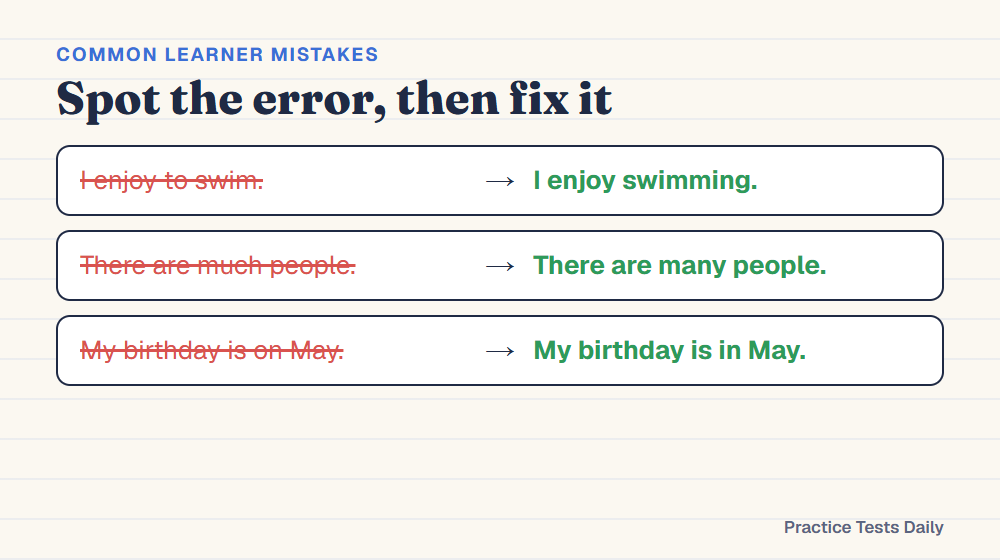 COMMON LEARNER MISTAKES
Spot the error, then fix it
I enjoy to swim. → I enjoy swimming.
There are much people. → There are many people.
My birthday is on May. → My birthday is in May.
Practice Tests Daily